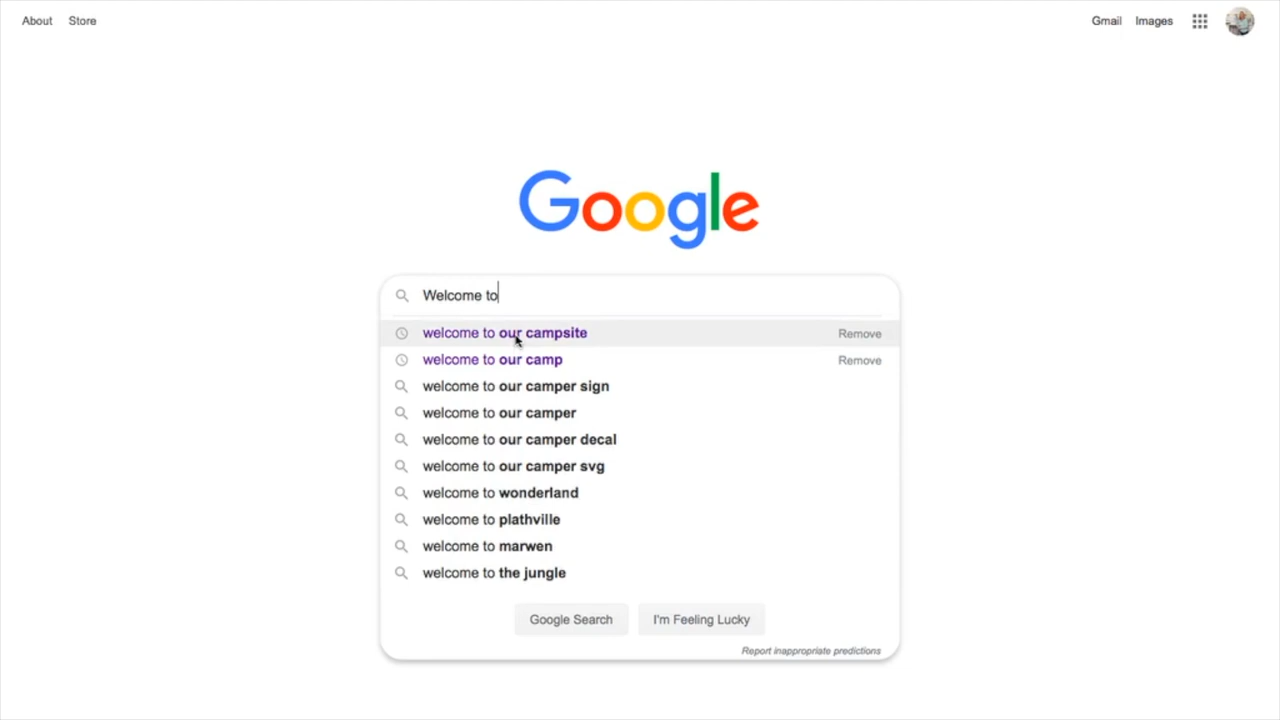 About Store Gmail Images
Google
Welcome to
welcome to our campsite Remove
welcome to our camp Remove
welcome to our camper sign
welcome to our camper
welcome to our camper decal
welcome to our camper svg
welcome to wonderland
welcome to plathville
welcome to marwen
welcome to the jungle
Google Search I'm Feeling Lucky
Report inappropriate predictions